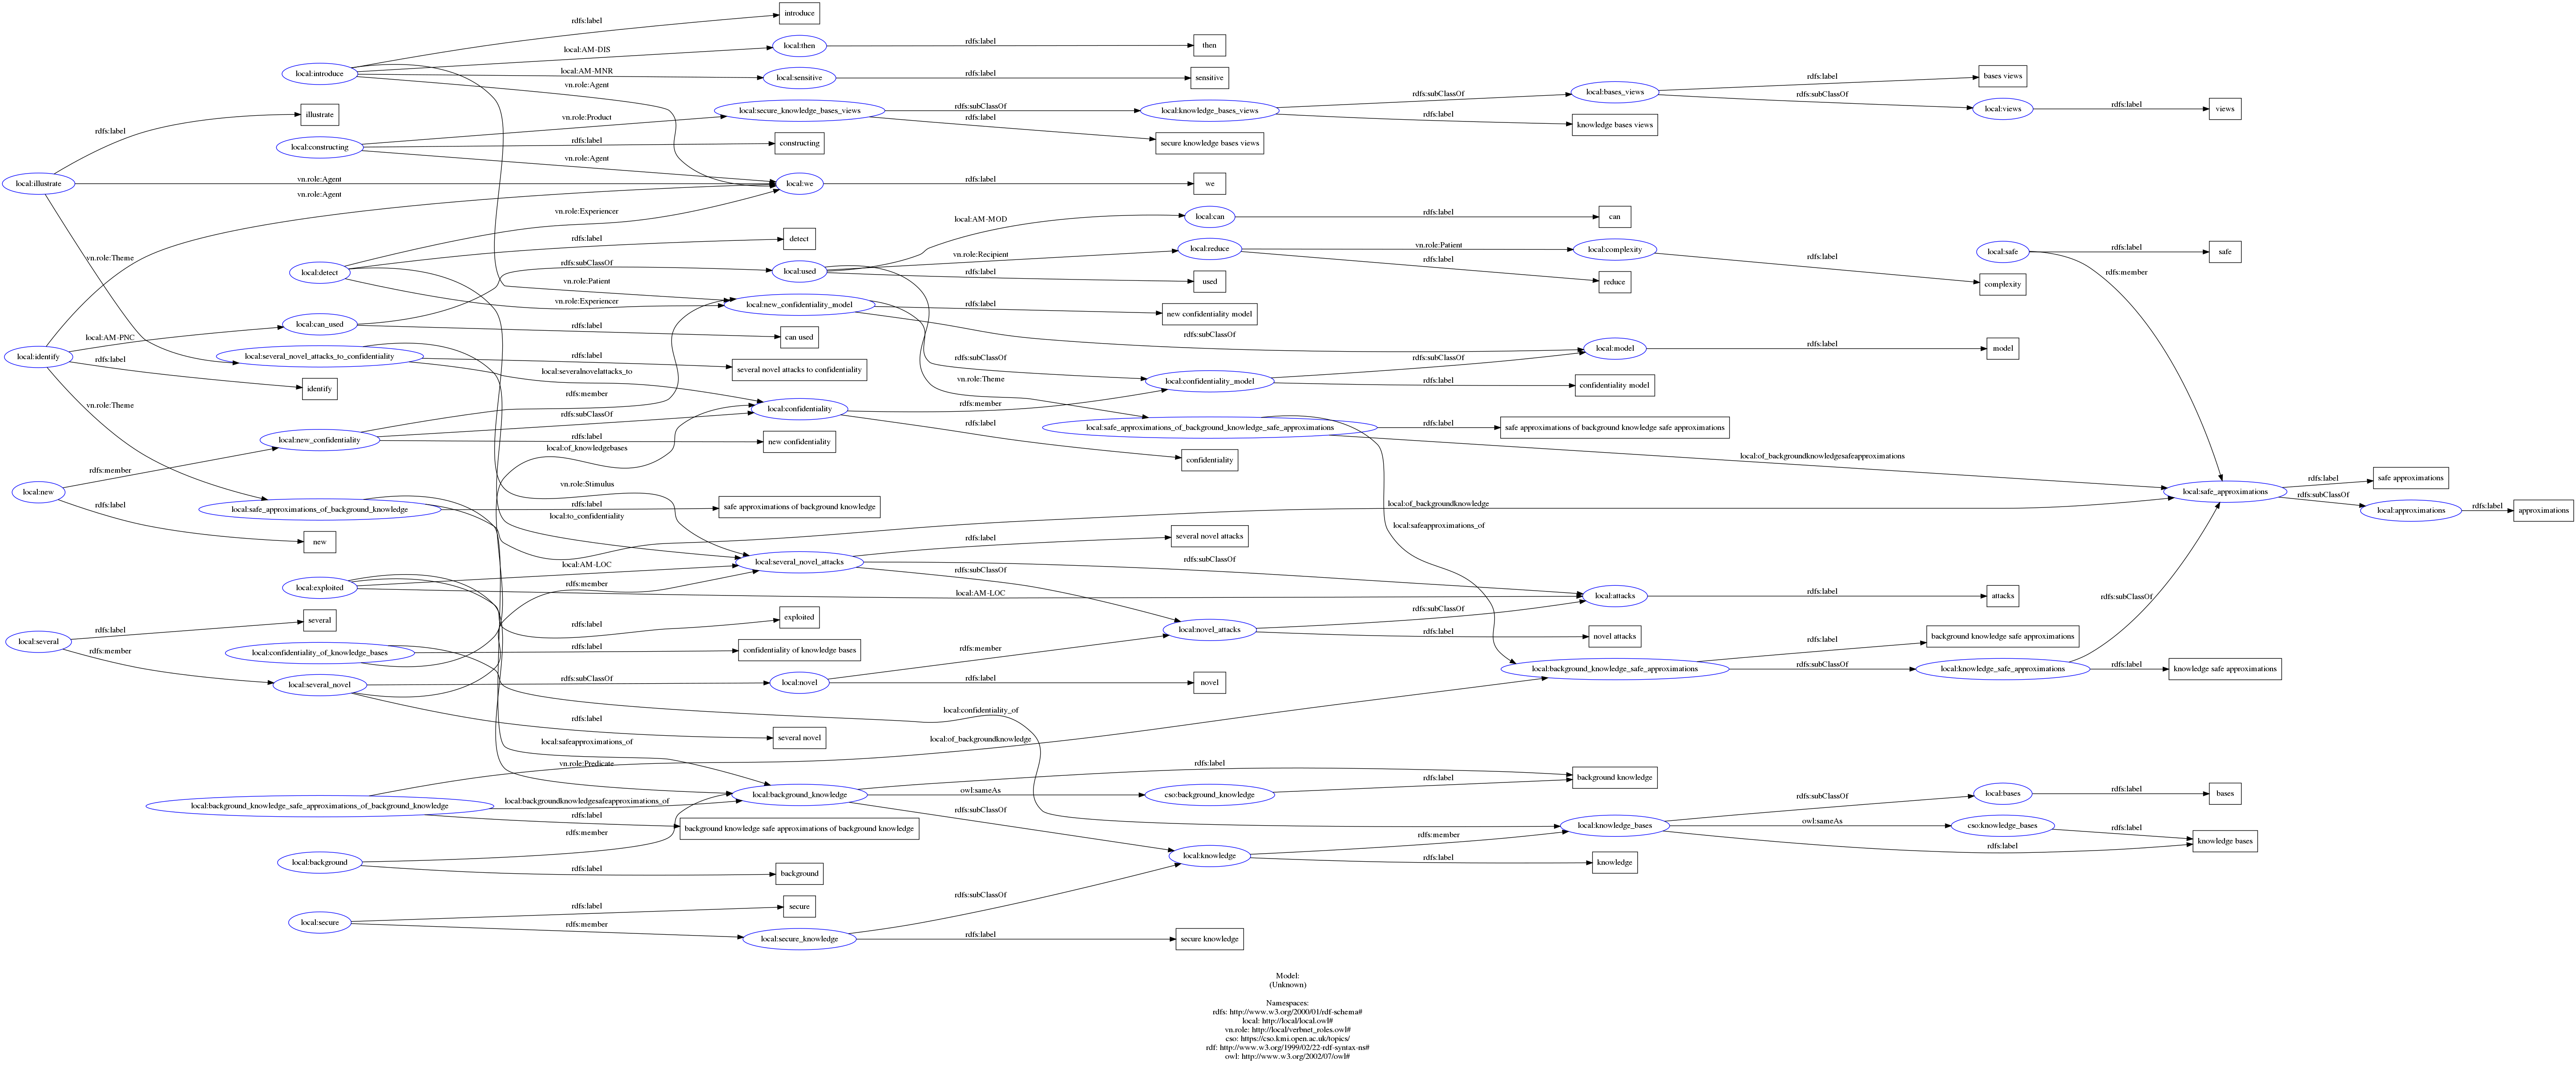 introduce
rdfs:label
local:then
rdfs:label
then
local:AM-DIS
local:introduce
local:AM-MNR
local:sensitive
rdfs:label
sensitive
bases views
rdfs:label
vn.role:Agent
local:bases_views
rdfs:subClassOf
local:views
rdfs:label
views
illustrate
rdfs:label
vn.role:Product
local:secure_knowledge_bases_views
rdfs:subClassOf
local:knowledge_bases_views
rdfs:subClassOf
rdfs:label
knowledge bases views
rdfs:label
secure knowledge bases views
local:constructing
rdfs:label
constructing
vn.role:Agent
local:illustrate
vn.role:Agent
local:we
rdfs:label
we
vn.role:Agent
vn.role:Experiencer
local:AM-MOD
local:can
rdfs:label
can
local:detect
rdfs:label
detect
vn.role:Theme
rdfs:subClassOf
local:used
vn.role:Recipient
local:reduce
vn.role:Patient
local:complexity
rdfs:label
complexity
rdfs:label
reduce
rdfs:label
used
local:safe
rdfs:label
safe
rdfs:member
vn.role:Patient
vn.role:Experiencer
local:new_confidentiality_model
rdfs:label
new confidentiality model
rdfs:subClassOf
local:can_used
rdfs:label
can used
local:AM-PNC
local:identify
rdfs:label
identify
local:several_novel_attacks_to_confidentiality
rdfs:label
several novel attacks to confidentiality
local:severalnovelattacks_to
local:model
rdfs:label
model
rdfs:subClassOf
local:confidentiality_model
rdfs:subClassOf
rdfs:label
confidentiality model
vn.role:Theme
vn.role:Theme
rdfs:member
local:confidentiality
rdfs:member
rdfs:label
confidentiality
rdfs:subClassOf
local:new_confidentiality
rdfs:label
new confidentiality
local:of_knowledgebases
local:safe_approximations_of_background_knowledge_safe_approximations
rdfs:label
safe approximations of background knowledge safe approximations
local:of_backgroundknowledgesafeapproximations
rdfs:member
local:new
rdfs:label
new
vn.role:Stimulus
local:safe_approximations_of_background_knowledge
rdfs:label
safe approximations of background knowledge
local:to_confidentiality
local:of_backgroundknowledge
local:safeapproximations_of
local:safe_approximations
rdfs:label
safe approximations
rdfs:subClassOf
local:approximations
rdfs:label
approximations
local:several_novel_attacks
rdfs:label
several novel attacks
rdfs:subClassOf
rdfs:subClassOf
local:exploited
local:AM-LOC
rdfs:member
local:AM-LOC
local:attacks
rdfs:label
attacks
rdfs:subClassOf
rdfs:label
exploited
local:several
rdfs:label
several
rdfs:member
local:novel_attacks
rdfs:subClassOf
rdfs:label
novel attacks
local:confidentiality_of_knowledge_bases
rdfs:label
confidentiality of knowledge bases
rdfs:member
local:background_knowledge_safe_approximations
rdfs:label
background knowledge safe approximations
rdfs:subClassOf
local:knowledge_safe_approximations
rdfs:label
knowledge safe approximations
local:several_novel
rdfs:subClassOf
local:novel
rdfs:label
novel
rdfs:label
several novel
local:confidentiality_of
local:safeapproximations_of
local:of_backgroundknowledge
vn.role:Predicate
local:background_knowledge_safe_approximations_of_background_knowledge
local:backgroundknowledgesafeapproximations_of
rdfs:label
background knowledge safe approximations of background knowledge
local:background_knowledge
rdfs:label
background knowledge
owl:sameAs
cso:background_knowledge
rdfs:label
rdfs:subClassOf
rdfs:member
local:knowledge_bases
rdfs:subClassOf
local:bases
rdfs:label
bases
owl:sameAs
cso:knowledge_bases
rdfs:label
knowledge bases
rdfs:label
local:background
rdfs:label
background
local:knowledge
rdfs:member
rdfs:label
knowledge
rdfs:subClassOf
local:secure
rdfs:label
secure
rdfs:member
local:secure_knowledge
rdfs:label
secure knowledge
Model:
(Unknown)
Namespaces:
rdfs: http://www.w3.org/2000/01/rdf-schema#
local: http://local/local.owl#
vn.role: http://local/verbnet_roles.owl#
cso: https://cso.kmi.open.ac.uk/topics/
rdf: http://www.w3.org/1999/02/22-rdf-syntax-ns#
owl: http://www.w3.org/2002/07/owl#